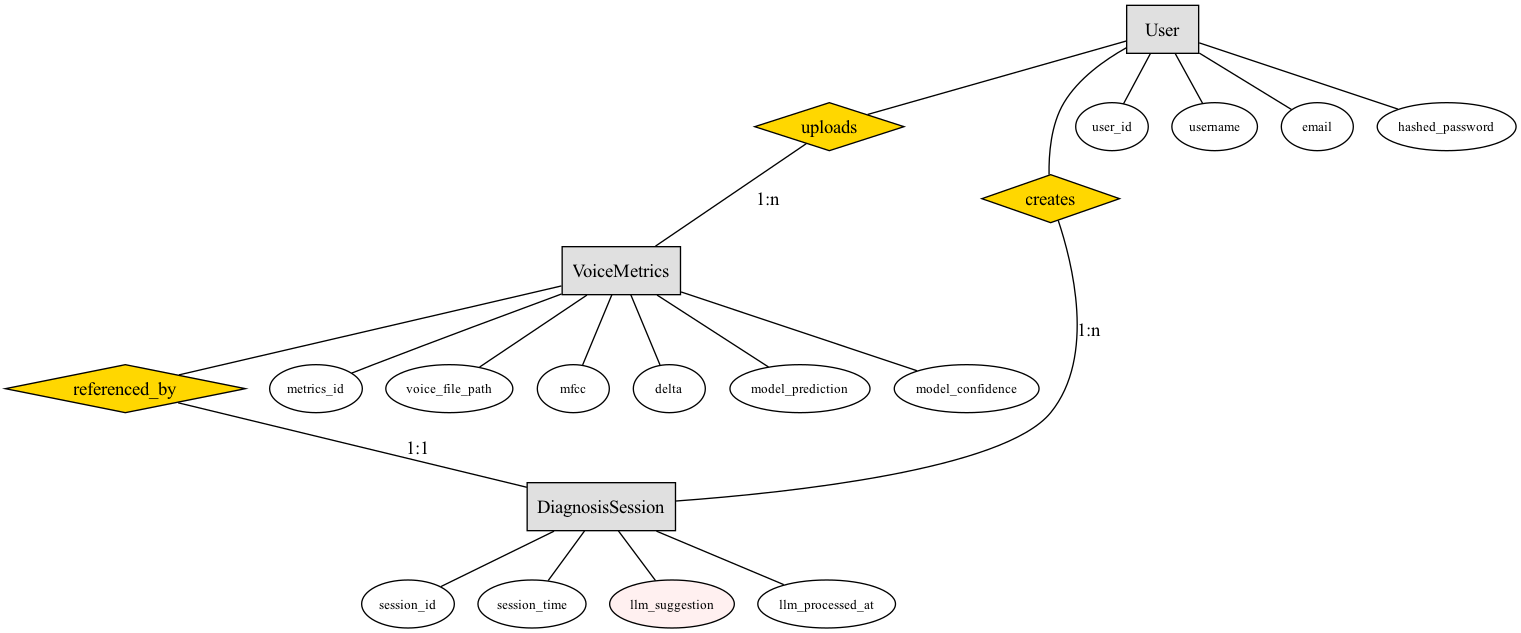 User
uploads
user_id
username
email
hashed_password
1:n
creates
VoiceMetrics
1:n
referenced_by
metrics_id
voice_file_path
mfcc
delta
model_prediction
model_confidence
1:1
DiagnosisSession
session_id
session_time
llm_suggestion
llm_processed_at